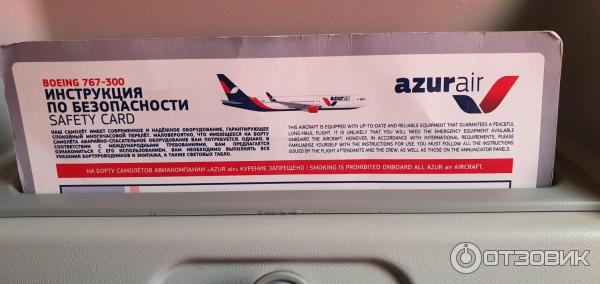 BOEING 767-300
ИНСТРУКЦИЯ
ПО БЕЗОПАСНОСТИ
SAFETY CARD
azurair
azurair
НАШ САМОЛЁТ ИМЕЕТ СОВРЕМЕННОЕ И НАДЁЖНОЕ ОБОРУДОВАНИЕ, ГАРАНТИРУЮЩЕЕ
СПОКОЙНЫЙ МНОГОЧАСОВОЙ ПЕРЕЛЁТ. МАЛОВЕРОЯТНО, ЧТО ИМЕЮЩЕЕСЯ НА БОРТУ
САМОЛЁТА АВАРИЙНО-СПАСАТЕЛЬНОЕ ОБОРУДОВАНИЕ ВАМ ПОТРЕБУЕТСЯ. ОДНАКО, В
СООТВЕТСТВИИ С МЕЖДУНАРОДНЫМИ ТРЕБОВАНИЯМИ, ВАМ ПРЕДЛАГАЕТСЯ
ОЗНАКОМИТЬСЯ С ЕГО ИСПОЛЬЗОВАНИЕМ. ВАМ НЕОБХОДИМО ВЫПОЛНЯТЬ ВСЕ
УКАЗАНИЯ БОРТПРОВОДНИКОВ И ЭКИПАЖА, А ТАКЖЕ СВЕТОВЫХ ТАБЛО.
THIS AIRCRAFT IS EQUIPPED WITH UP-TO-DATE AND RELIABLE EQUIPMENT THAT GUARANTEES A PEACEFUL
LONG-HAUL FLIGHT. IT IS UNLIKELY THAT YOU WILL NEED THE EMERGENCY EQUIPMENT AVAILABLE
ONBOARD THE AIRCRAFT. HOWEVER, IN ACCORDANCE WITH INTERNATIONAL REQUIREMENTS, PLEASE
FAMILIARISE YOURSELF WITH THE INSTRUCTIONS FOR USE. YOU MUST FOLLOW ALL THE INSTRUCTIONS
ISSUED BY THE FLIGHT ATTENDANTS AND THE CREW, AS WELL AS THOSE ON THE ANNUNCIATOR PANELS.
НА БОРТУ САМОЛЁТОВ АВИАКОМПАНИИ «AZUR air» КУРЕНИЕ ЗАПРЕЩЕНО / SMOKING IS PROHIBITED ONBOARD ALL AZUR air AIRCRAFT.
ОТЗОВИК